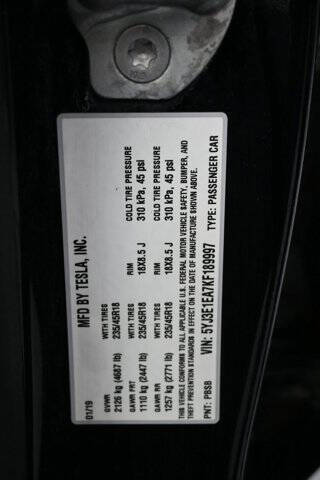 MFD BY TESLA, INC.
01/19
GVWR WITH TIRES RIM COLD TIRE PRESSURE
2126 kg (4687 lb) 235/45R18 18X8.5 J 310 kPa, 45 psi
GAWR FRT WITH TIRES RIM COLD TIRE PRESSURE
1110 kg (2447 lb) 235/45R18 18X8.5 J 310 kPa, 45 psi
GAWR RR WITH TIRES
1257 kg (2771 lb) 235/45R18
THIS VEHICLE CONFORMS TO ALL APPLICABLE U.S. FEDERAL MOTOR VEHICLE SAFETY, BUMPER, AND
THEFT PREVENTION STANDARDS IN EFFECT ON THE DATE OF MANUFACTURE SHOWN ABOVE.
VIN: 5YJ3E1EA7KF189997 TYPE: PASSENGER CAR
PNT: PBSB